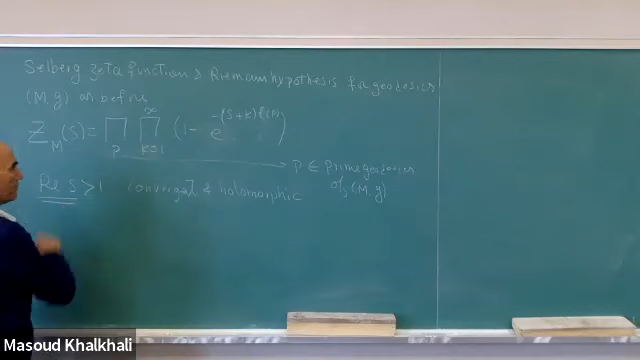 Selberg zeta functions & Riemann hypothesis for geodesics
(M, g) as before
Z_M(s) = ∏_p ∏_{k=1}^∞ (1 - e^{-(s+k)ℓ(p)})
p ∈ prime geodesics
of (M, g)
Re s > 1 convergent & holomorphic
Masoud Khalkhali